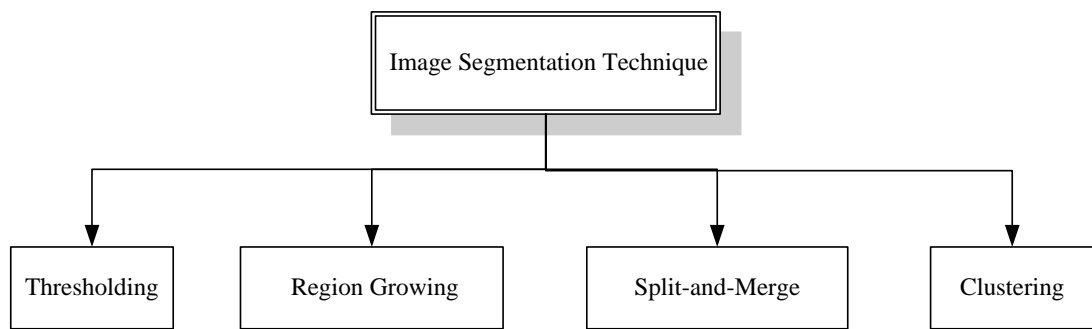 Image Segmentation Technique
Thresholding
Region Growing
Split-and-Merge
Clustering